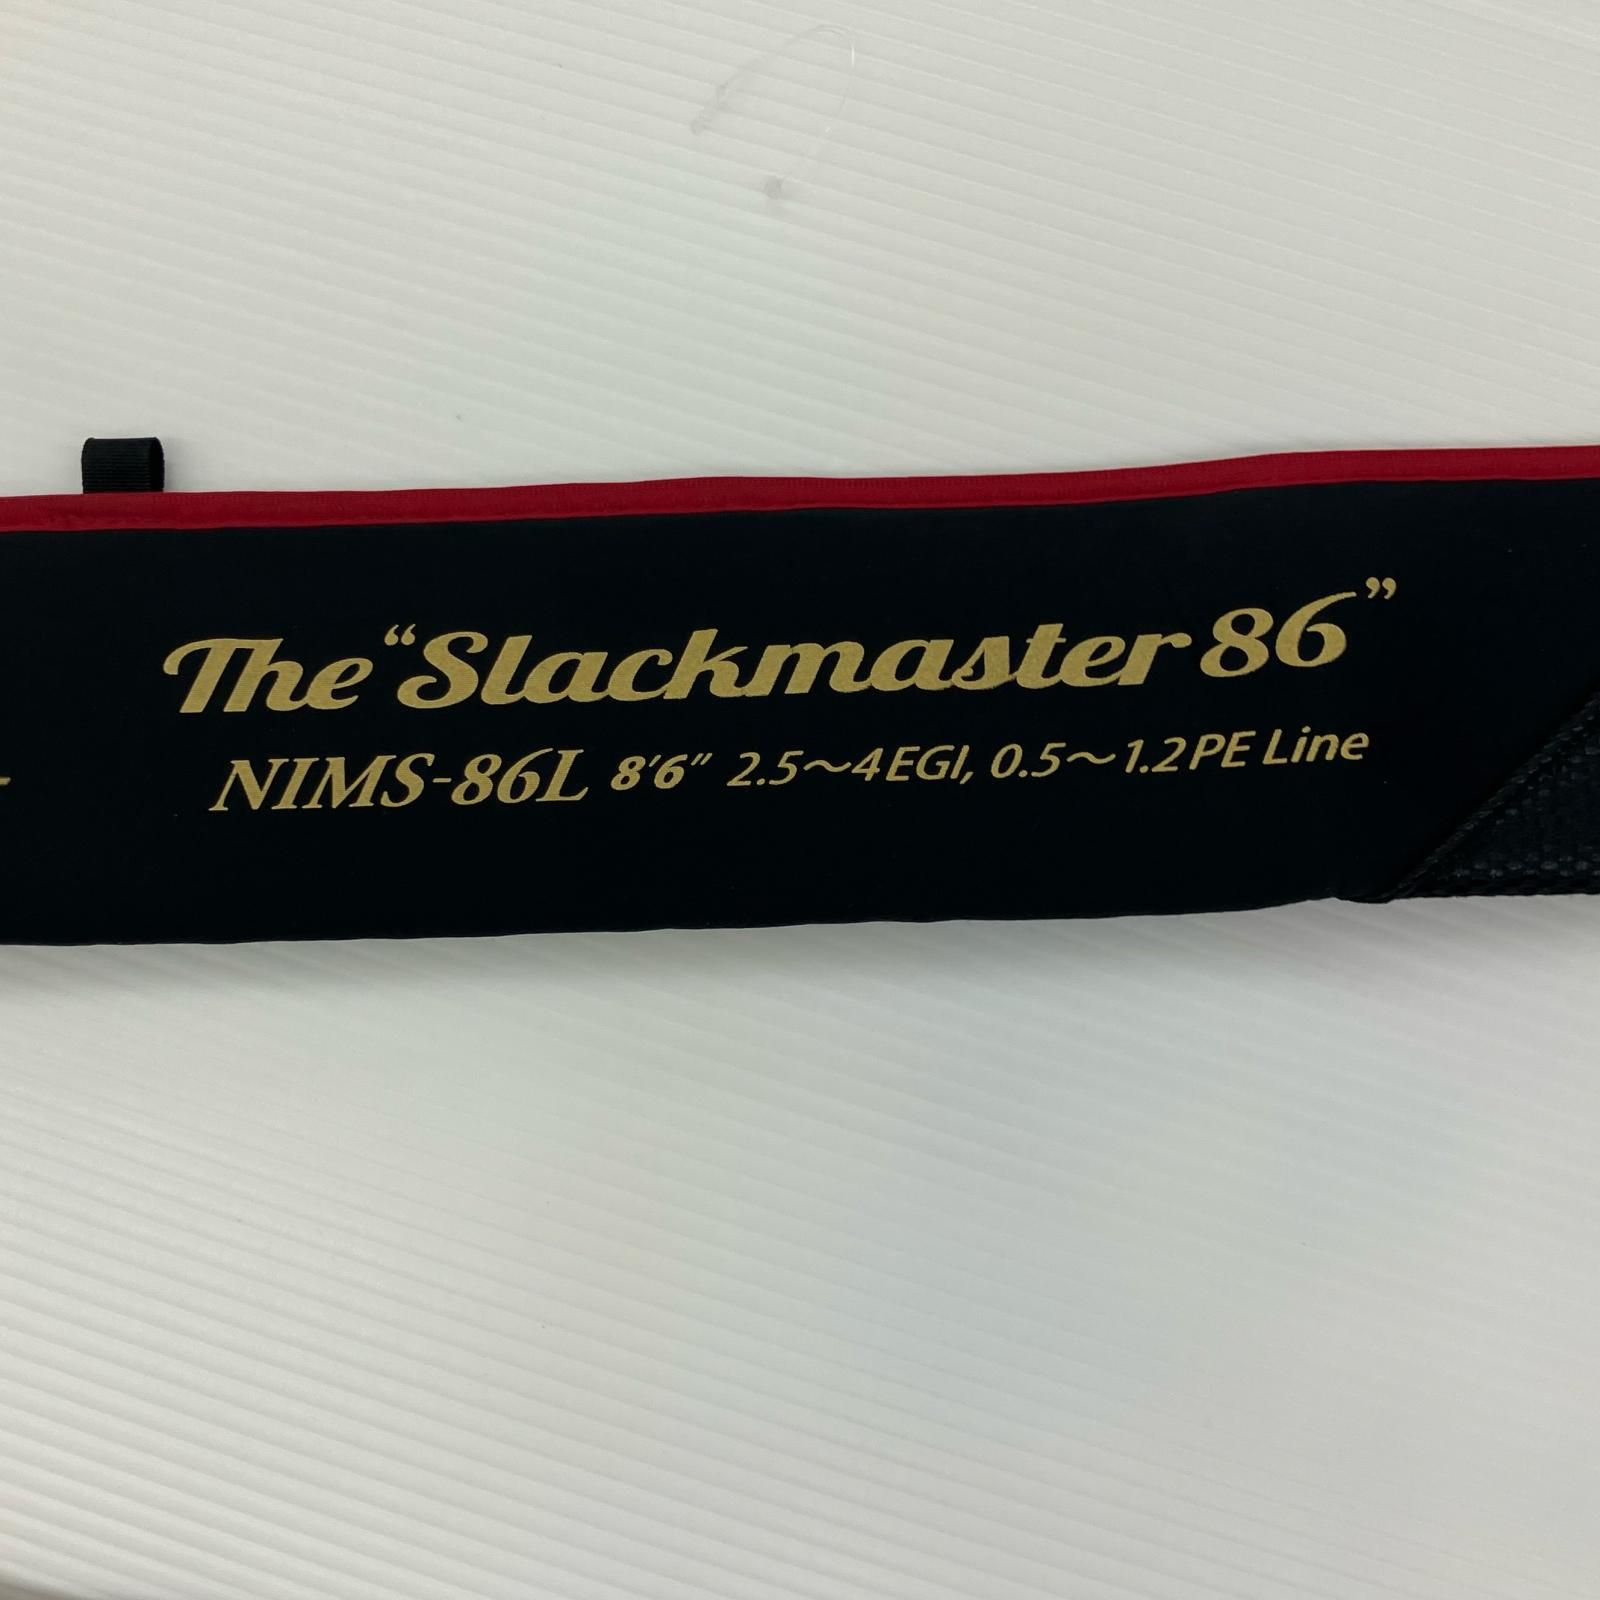 The “Slackmaster 86”
NIMS-86L 8'6" 2.5～4EGI, 0.5～1.2PE Line